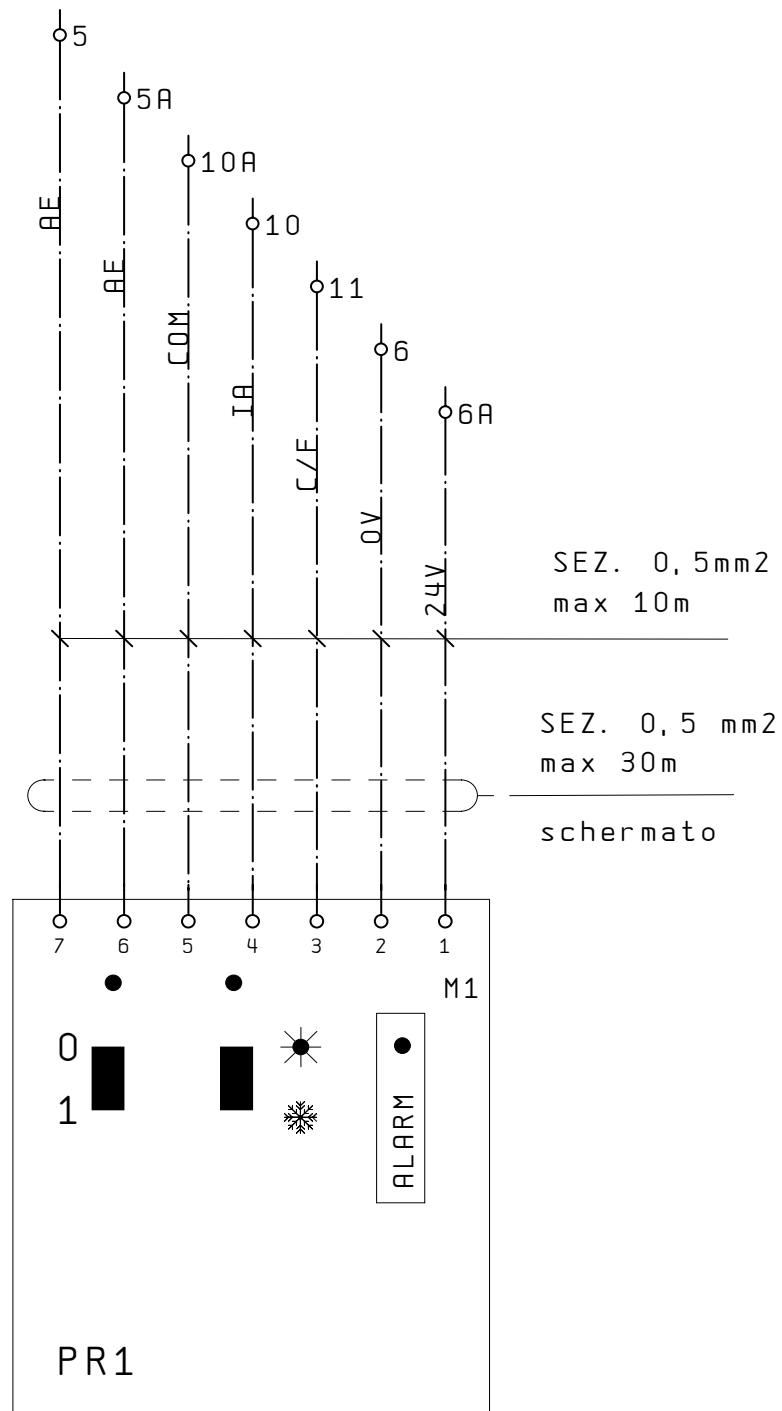 5
5A
10A
10
11
6
6A
AE
AE
COM
IA
C/F
0V
24V
SEZ. 0,5mm2
max 10m
SEZ. 0,5 mm2
max 30m
schermato
7 6 5 4 3 2 1
M1
0
1
ALARM
PR1